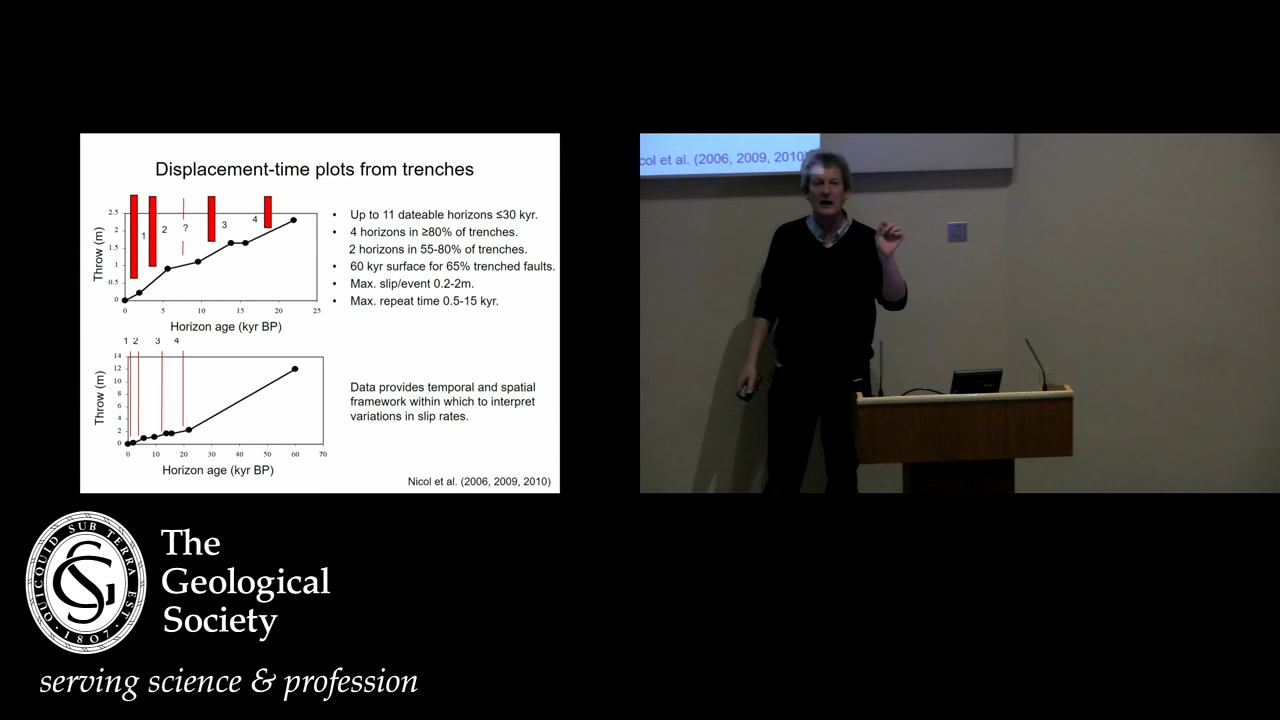 Displacement-time plots from trenches
2.5
2
1.5
1
0.5
0
Throw (m)
1
2
?
3
4
0
5
10
15
20
25
Horizon age (kyr BP)
• Up to 11 dateable horizons ≤30 kyr.
• 4 horizons in ≥80% of trenches.
2 horizons in 55-80% of trenches.
• 60 kyr surface for 65% trenched faults.
• Max. slip/event 0.2-2m.
• Max. repeat time 0.5-15 kyr.
1 2 3 4
14
12
10
8
6
4
2
0
Throw (m)
0
10
20
30
40
50
60
70
Horizon age (kyr BP)
Data provides temporal and spatial
framework within which to interpret
variations in slip rates.
Nicol et al. (2006, 2009, 2010)
col et al. (2006, 2009, 2010)
QUICQUID SUB TERRA EST
GS
· 1807 ·
The
Geological
Society
serving science & profession